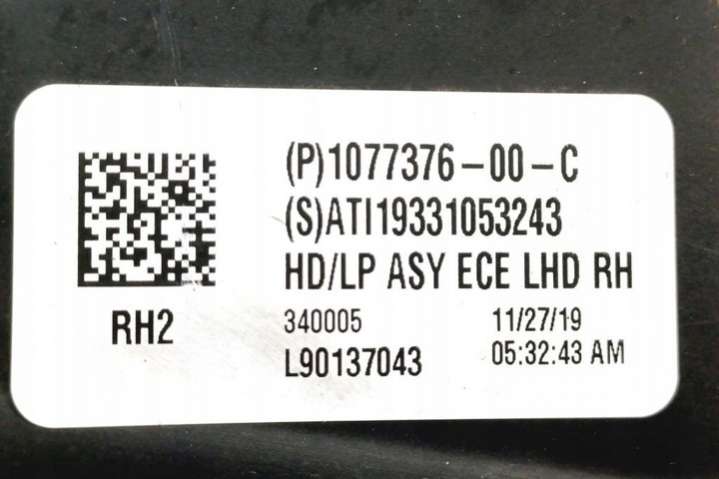 (P)1077376-00-C
(S)ATI19331053243
HD/LP ASY ECE LHD RH
RH2
340005 11/27/19
L90137043 05:32:43 AM